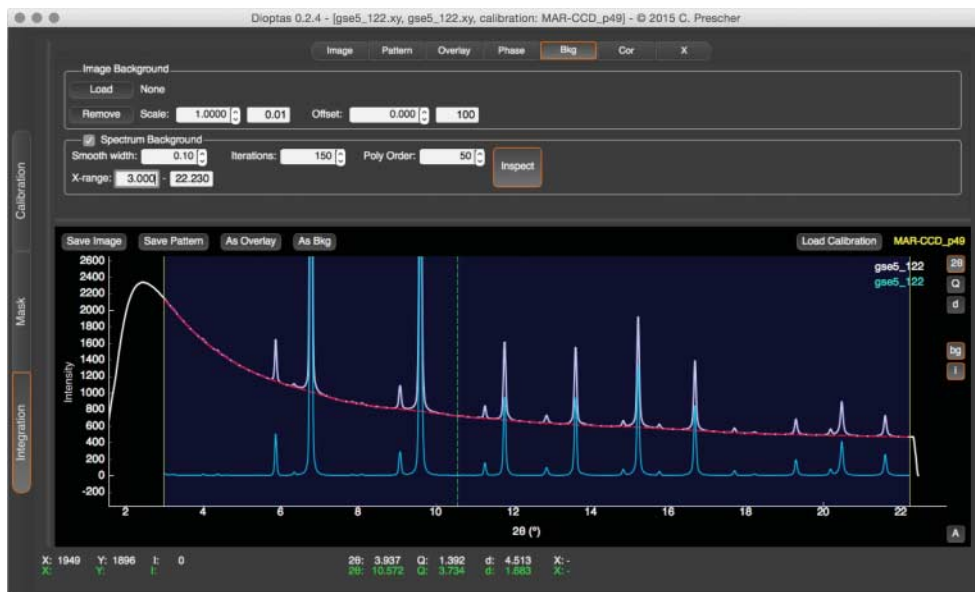 Dioptas 0.2.4 - [gse5_122.xy, gse5_122.xy, calibration: MAR-CCD_p49] - © 2015 C. Prescher
Image Pattern Overlay Phase Bkg Cor X
Image Background
Load None
Remove Scale: 1.0000 0.01 Offset: 0.000 100
Spectrum Background
Smooth width: 0.10 Iterations: 150 Poly Order: 50 Inspect
X-range: 3.000 - 22.230
Calibration
Mask
Integration
Save Image Save Pattern As Overlay As Bkg Load Calibration MAR-CCD_p49
gse5_122
gse5_122
2θ
Q
d
bg
i
A
Intensity
2600
2400
2200
2000
1800
1600
1400
1200
1000
800
600
400
200
0
-200
2 4 6 8 10 12 14 16 18 20 22
2θ (°)
X: 1949 Y: 1896 I: 0 2θ: 3.937 Q: 1.392 d: 4.513 X: -
X: Y: I: 2θ: 10.572 Q: 3.734 d: 1.683 X: -